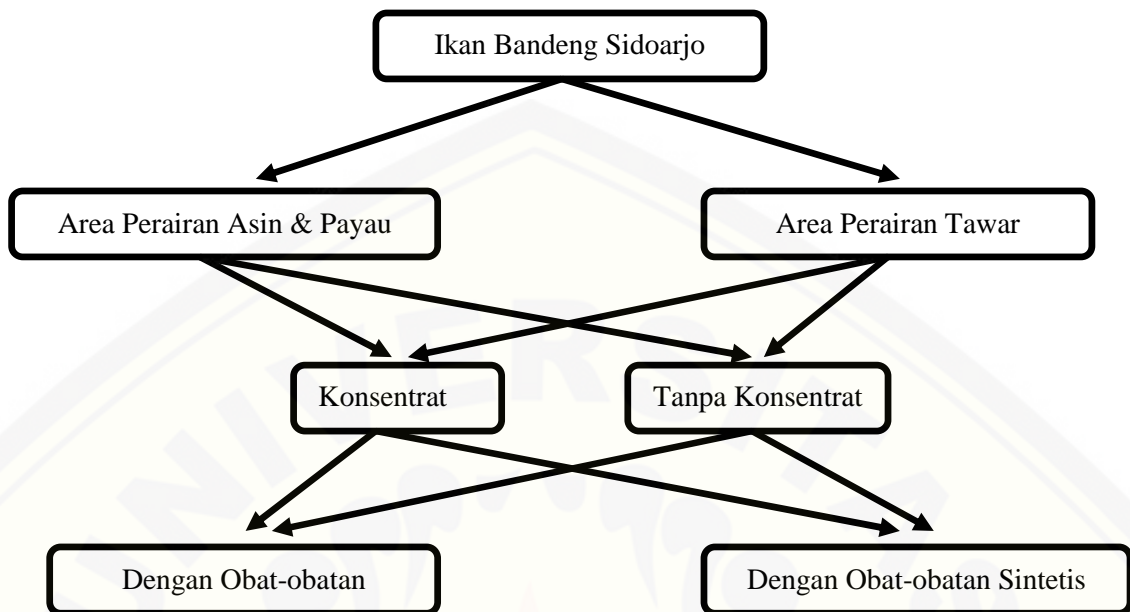 Ikan Bandeng Sidoarjo
Area Perairan Asin & Payau
Area Perairan Tawar
Konsentrat
Tanpa Konsentrat
Dengan Obat-obatan
Dengan Obat-obatan Sintetis